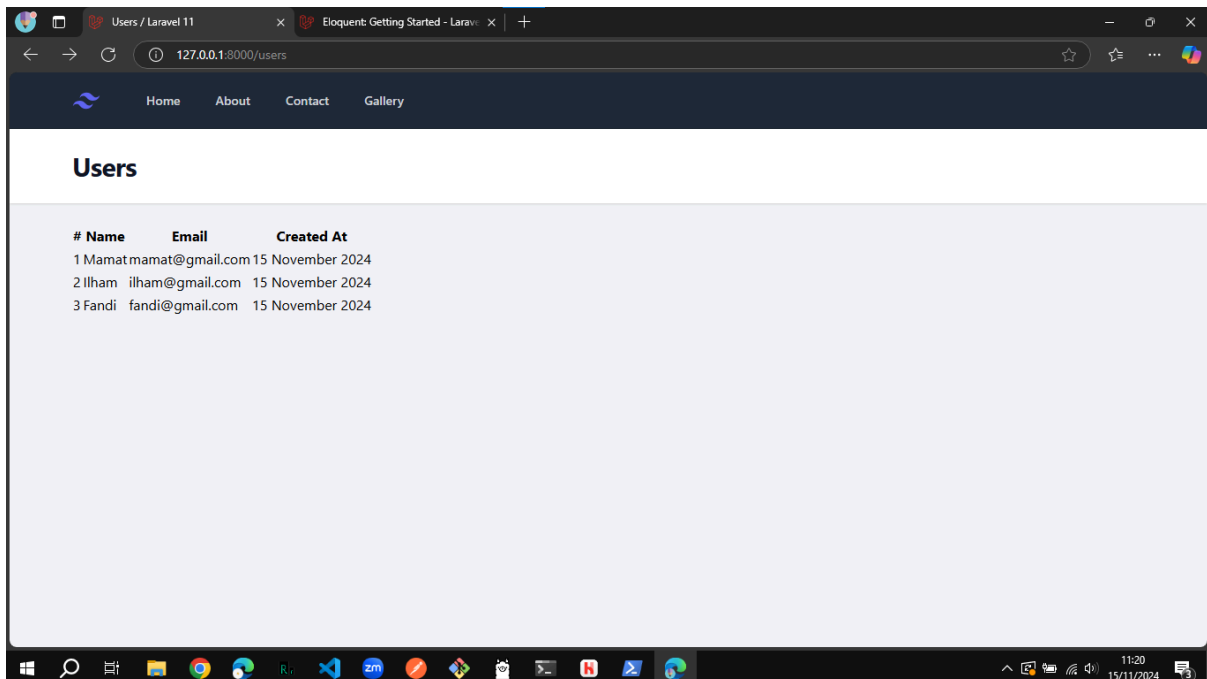 Users / Laravel 11
Eloquent: Getting Started - Larave
127.0.0.1:8000/users
Home About Contact Gallery
Users
# Name Email Created At
1 Mamat mamat@gmail.com 15 November 2024
2 Ilham ilham@gmail.com 15 November 2024
3 Fandi fandi@gmail.com 15 November 2024
zm
11:20
15/11/2024
3